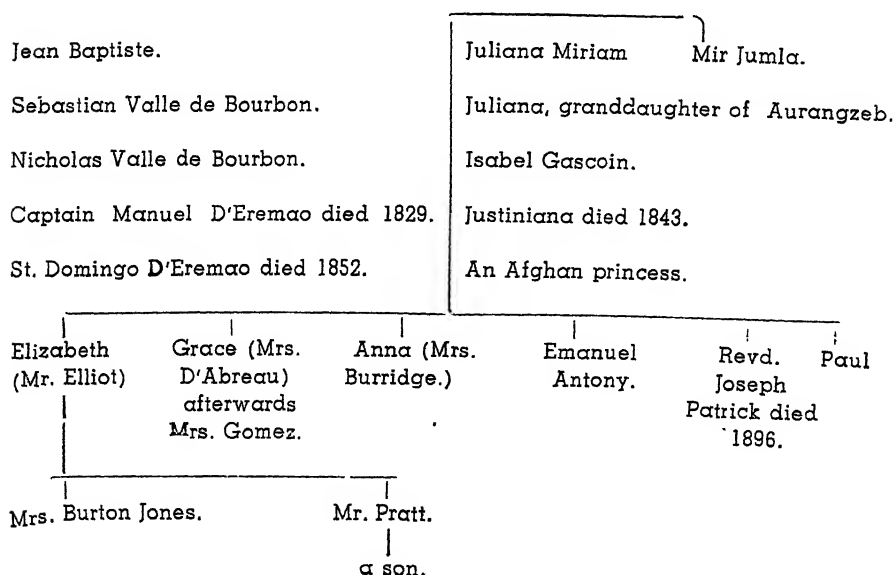 Jean Baptiste. Juliana Miriam Mir Jumla.
Sebastian Valle de Bourbon. Juliana, granddaughter of Aurangzeb.
Nicholas Valle de Bourbon. Isabel Gascoin.
Captain Manuel D'Eremao died 1829. Justiniana died 1843.
St. Domingo D'Eremao died 1852. An Afghan princess.
Elizabeth
(Mr. Elliot)
Grace (Mrs.
D'Abreau)
afterwards
Mrs. Gomez.
Anna (Mrs.
Burridge.)
Emanuel
Antony.
Revd.
Joseph
Patrick died
1896.
Paul
Mrs. Burton Jones. Mr. Pratt.
a son.